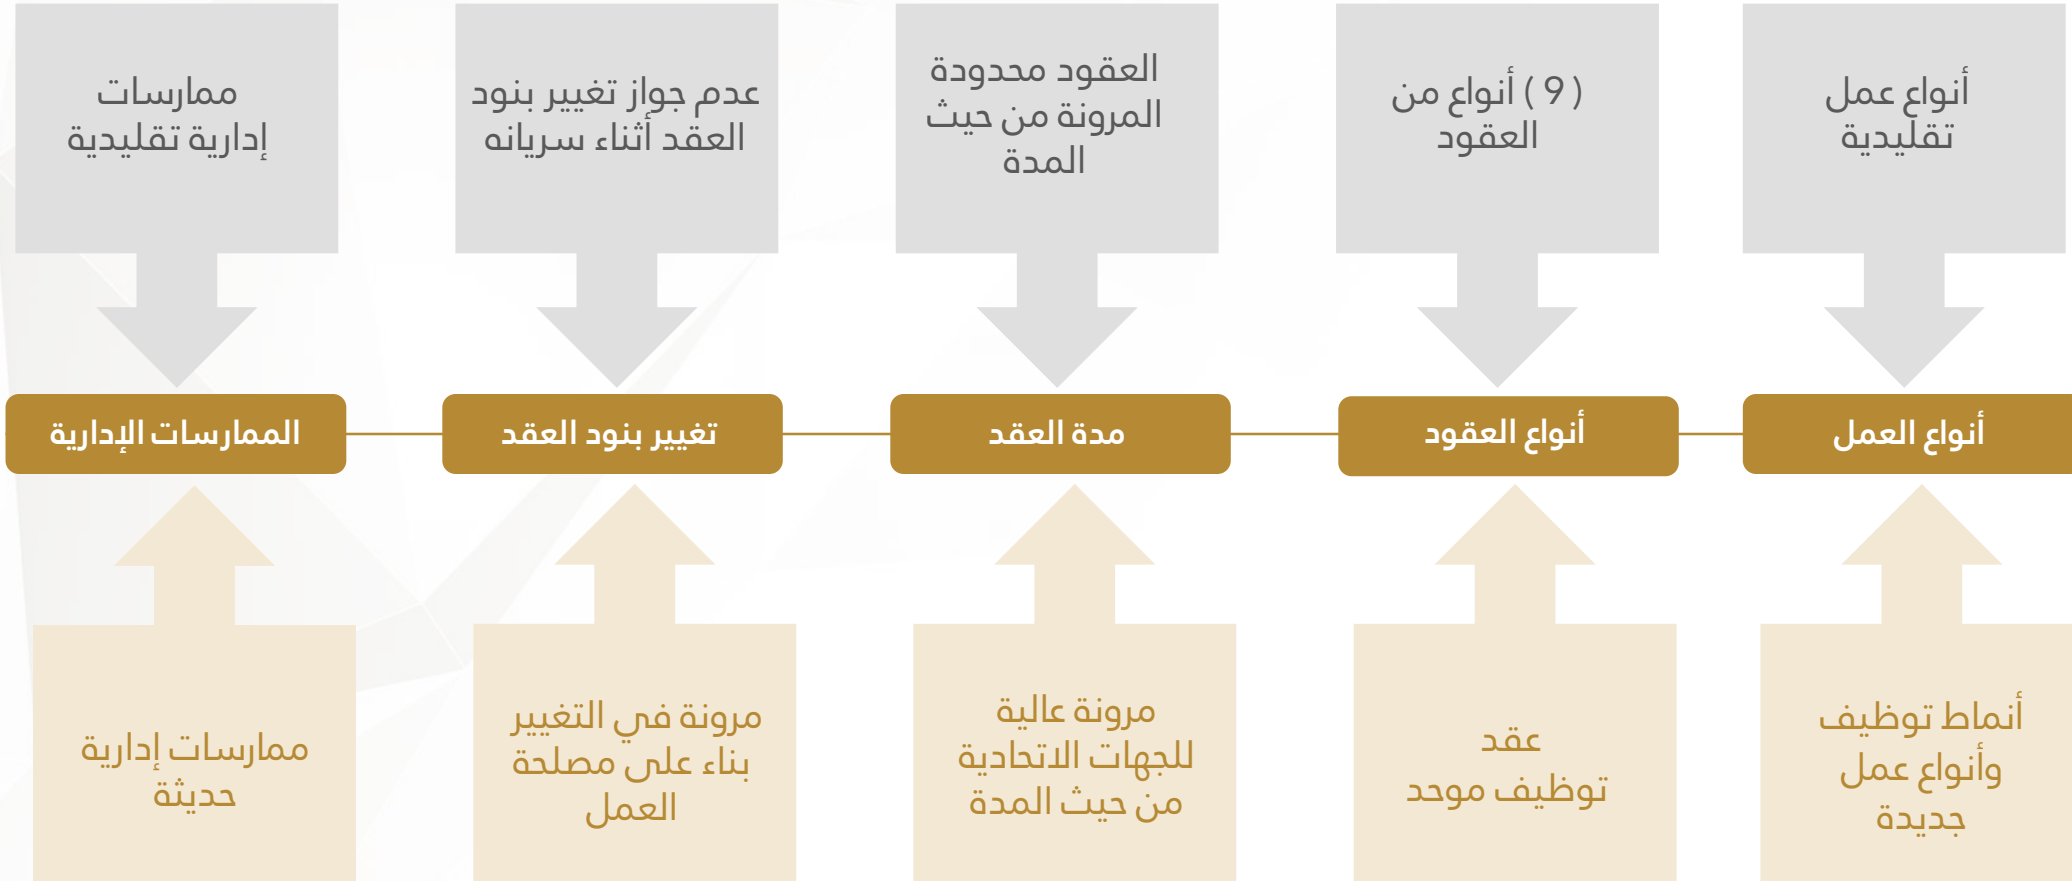 أنواع عمل
تقليدية
( 9 ) أنواع من
العقود
العقود محدودة
المرونة من حيث
المدة
عدم جواز تغيير بنود
العقد أثناء سريانه
ممارسات
إدارية تقليدية
أنواع العمل
أنواع العقود
مدة العقد
تغيير بنود العقد
الممارسات الإدارية
أنماط توظيف
وأنواع عمل
جديدة
عقد
توظيف موحد
مرونة عالية
للجهات الاتحادية
من حيث المدة
مرونة في التغيير
بناء على مصلحة
العمل
ممارسات إدارية
حديثة